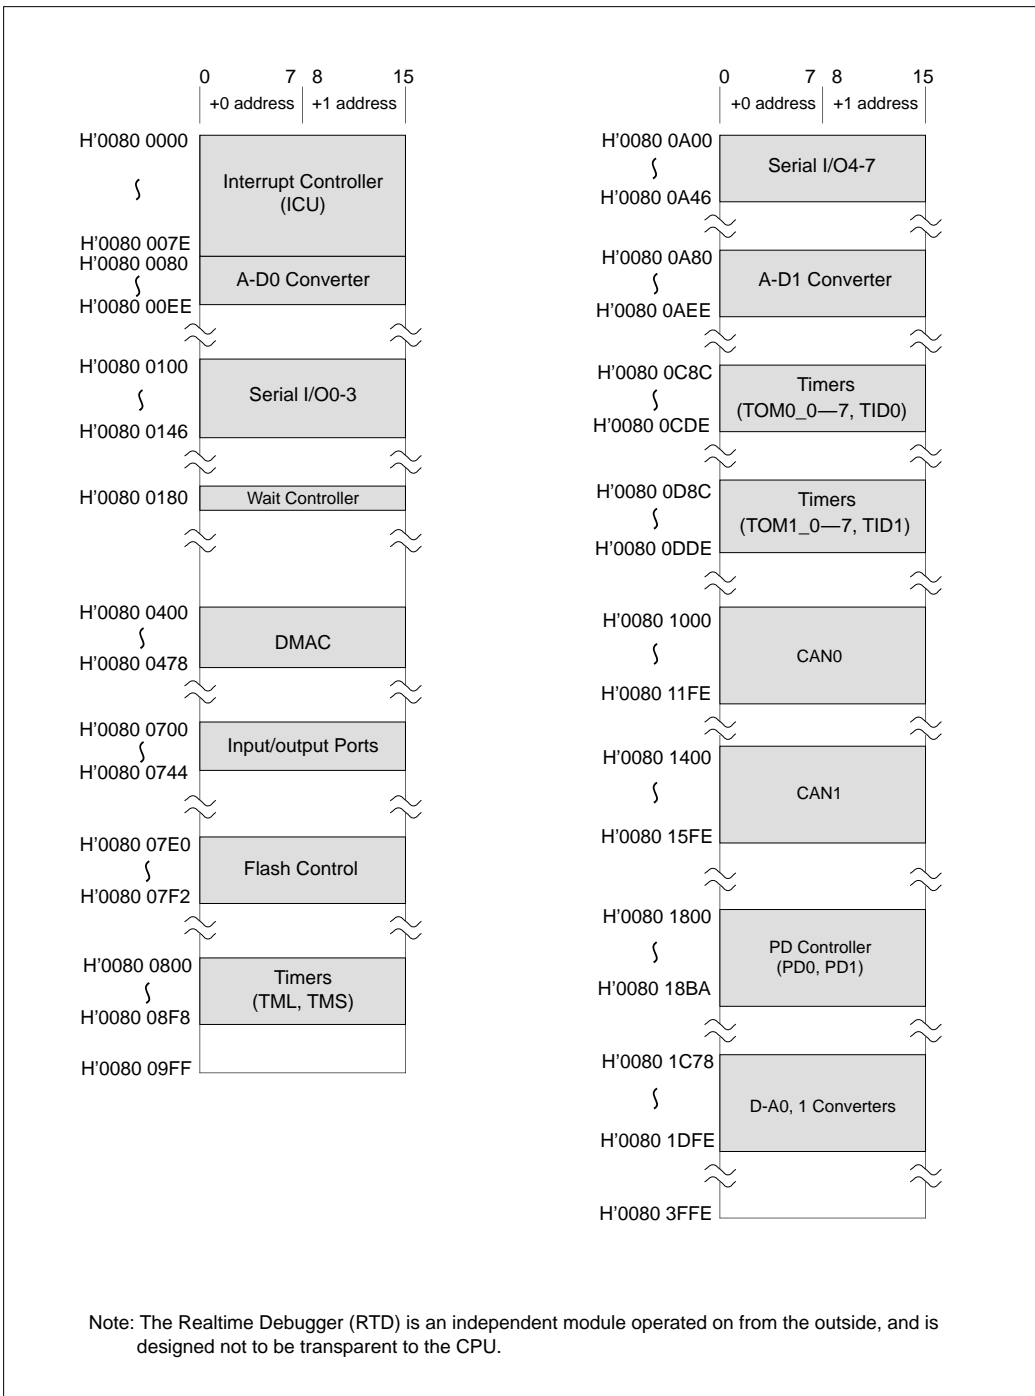 0 7 8 15
+0 address +1 address
H'0080 0000
Interrupt Controller
(ICU)
H'0080 007E
H'0080 0080
A-D0 Converter
H'0080 00EE
H'0080 0100
Serial I/O0-3
H'0080 0146
H'0080 0180
Wait Controller
H'0080 0400
DMAC
H'0080 0478
H'0080 0700
Input/output Ports
H'0080 0744
H'0080 07E0
Flash Control
H'0080 07F2
H'0080 0800
Timers
(TML, TMS)
H'0080 08F8
H'0080 09FF
0 7 8 15
+0 address +1 address
H'0080 0A00
Serial I/O4-7
H'0080 0A46
H'0080 0A80
A-D1 Converter
H'0080 0AEE
H'0080 0C8C
Timers
(TOM0_0—7, TID0)
H'0080 0CDE
H'0080 0D8C
Timers
(TOM1_0—7, TID1)
H'0080 0DDE
H'0080 1000
CAN0
H'0080 11FE
H'0080 1400
CAN1
H'0080 15FE
H'0080 1800
PD Controller
(PD0, PD1)
H'0080 18BA
H'0080 1C78
D-A0, 1 Converters
H'0080 1DFE
H'0080 3FFE
Note: The Realtime Debugger (RTD) is an independent module operated on from the outside, and is
designed not to be transparent to the CPU.